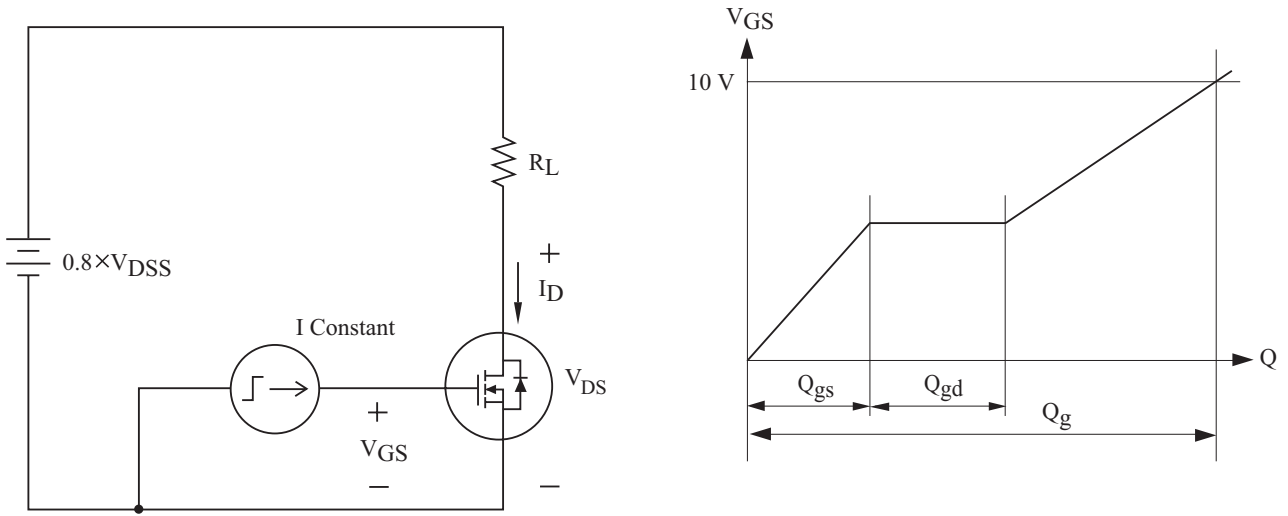 R_L
0.8×V_DSS
+
I_D
I Constant
V_DS
+
V_GS
−
−
V_GS
10 V
Q
Q_gs
Q_gd
Q_g